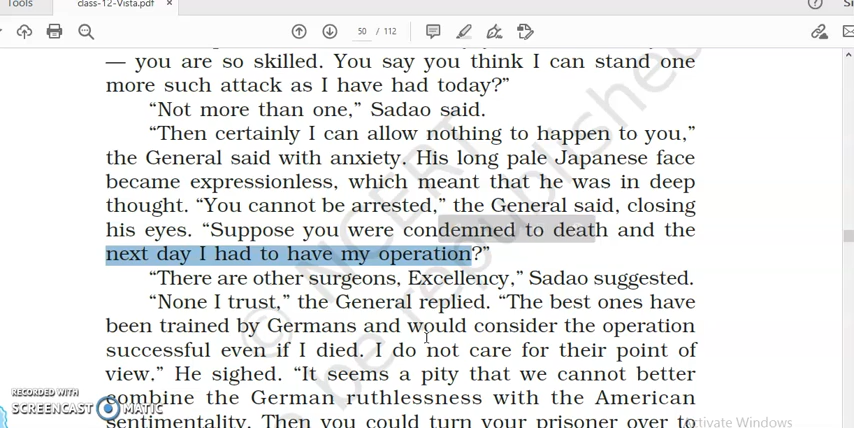 Tools
class-12-Vista.pdf ×
50 / 112
— you are so skilled. You say you think I can stand one
more such attack as I have had today?”
“Not more than one,” Sadao said.
“Then certainly I can allow nothing to happen to you,”
the General said with anxiety. His long pale Japanese face
became expressionless, which meant that he was in deep
thought. “You cannot be arrested,” the General said, closing
his eyes. “Suppose you were condemned to death and the
next day I had to have my operation?”
“There are other surgeons, Excellency,” Sadao suggested.
“None I trust,” the General replied. “The best ones have
been trained by Germans and would consider the operation
successful even if I died. I do not care for their point of
view.” He sighed. “It seems a pity that we cannot better
combine the German ruthlessness with the American
sentimentality. Then you could turn your prisoner over to
© NCERT
be republished
RECORDED WITH
SCREENCAST MATIC
Activate Windows